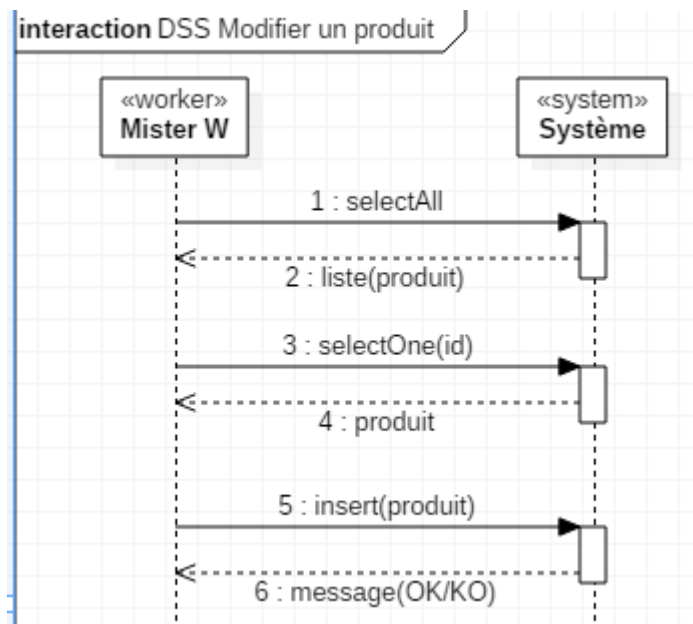 interaction DSS Modifier un produit
«worker»
Mister W
«system»
Système
1 : selectAll
2 : liste(produit)
3 : selectOne(id)
4 : produit
5 : insert(produit)
6 : message(OK/KO)